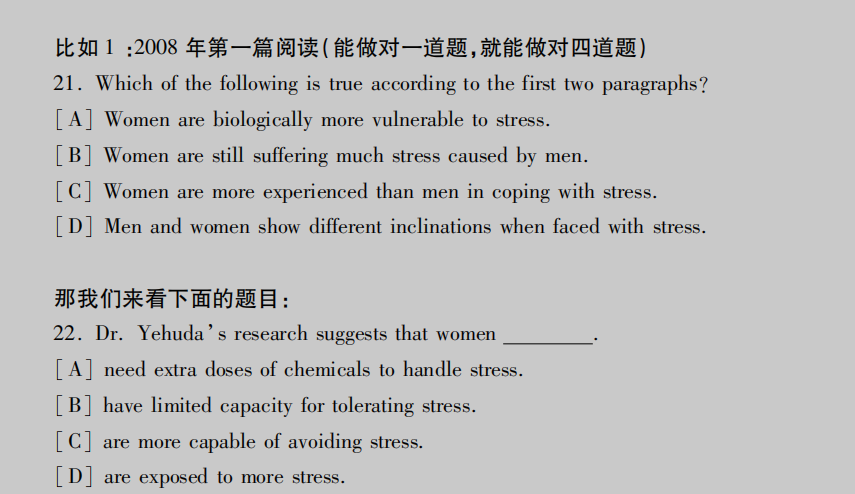 比如 1 :2008 年第一篇阅读(能做对一道题,就能做对四道题)
21. Which of the following is true according to the first two paragraphs?
[A] Women are biologically more vulnerable to stress.
[B] Women are still suffering much stress caused by men.
[C] Women are more experienced than men in coping with stress.
[D] Men and women show different inclinations when faced with stress.
那我们来看下面的题目:
22. Dr. Yehuda's research suggests that women ________.
[A] need extra doses of chemicals to handle stress.
[B] have limited capacity for tolerating stress.
[C] are more capable of avoiding stress.
[D] are exposed to more stress.